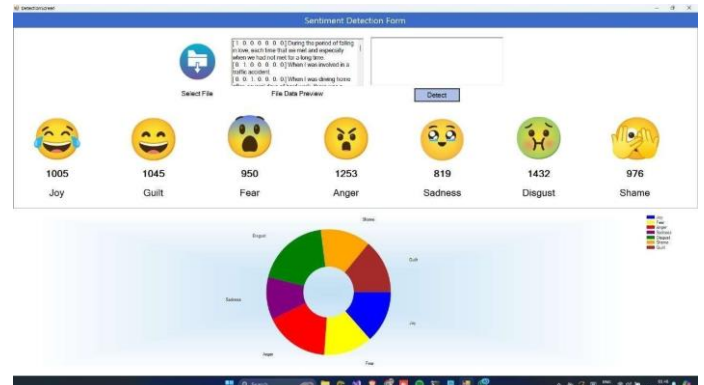 DetectionScreen
Sentiment Detection Form
[ 1. 0. 0. 0. 0. 0. 0.] During the period of falling
in love, each time that we met and especially
when we had not met for a long time.
[ 0. 1. 0. 0. 0. 0. 0.] When I was involved in a
traffic accident.
[ 0. 0. 1. 0. 0. 0. 0.] When I was driving home
Select File
File Data Preview
Detect
1005
1045
950
1253
819
1432
976
Joy
Guilt
Fear
Anger
Sadness
Disgust
Shame
Shame
Disgust
Guilt
Sadness
Joy
Anger
Fear
Joy
Fear
Anger
Sadness
Disgust
Shame
Guilt
Search